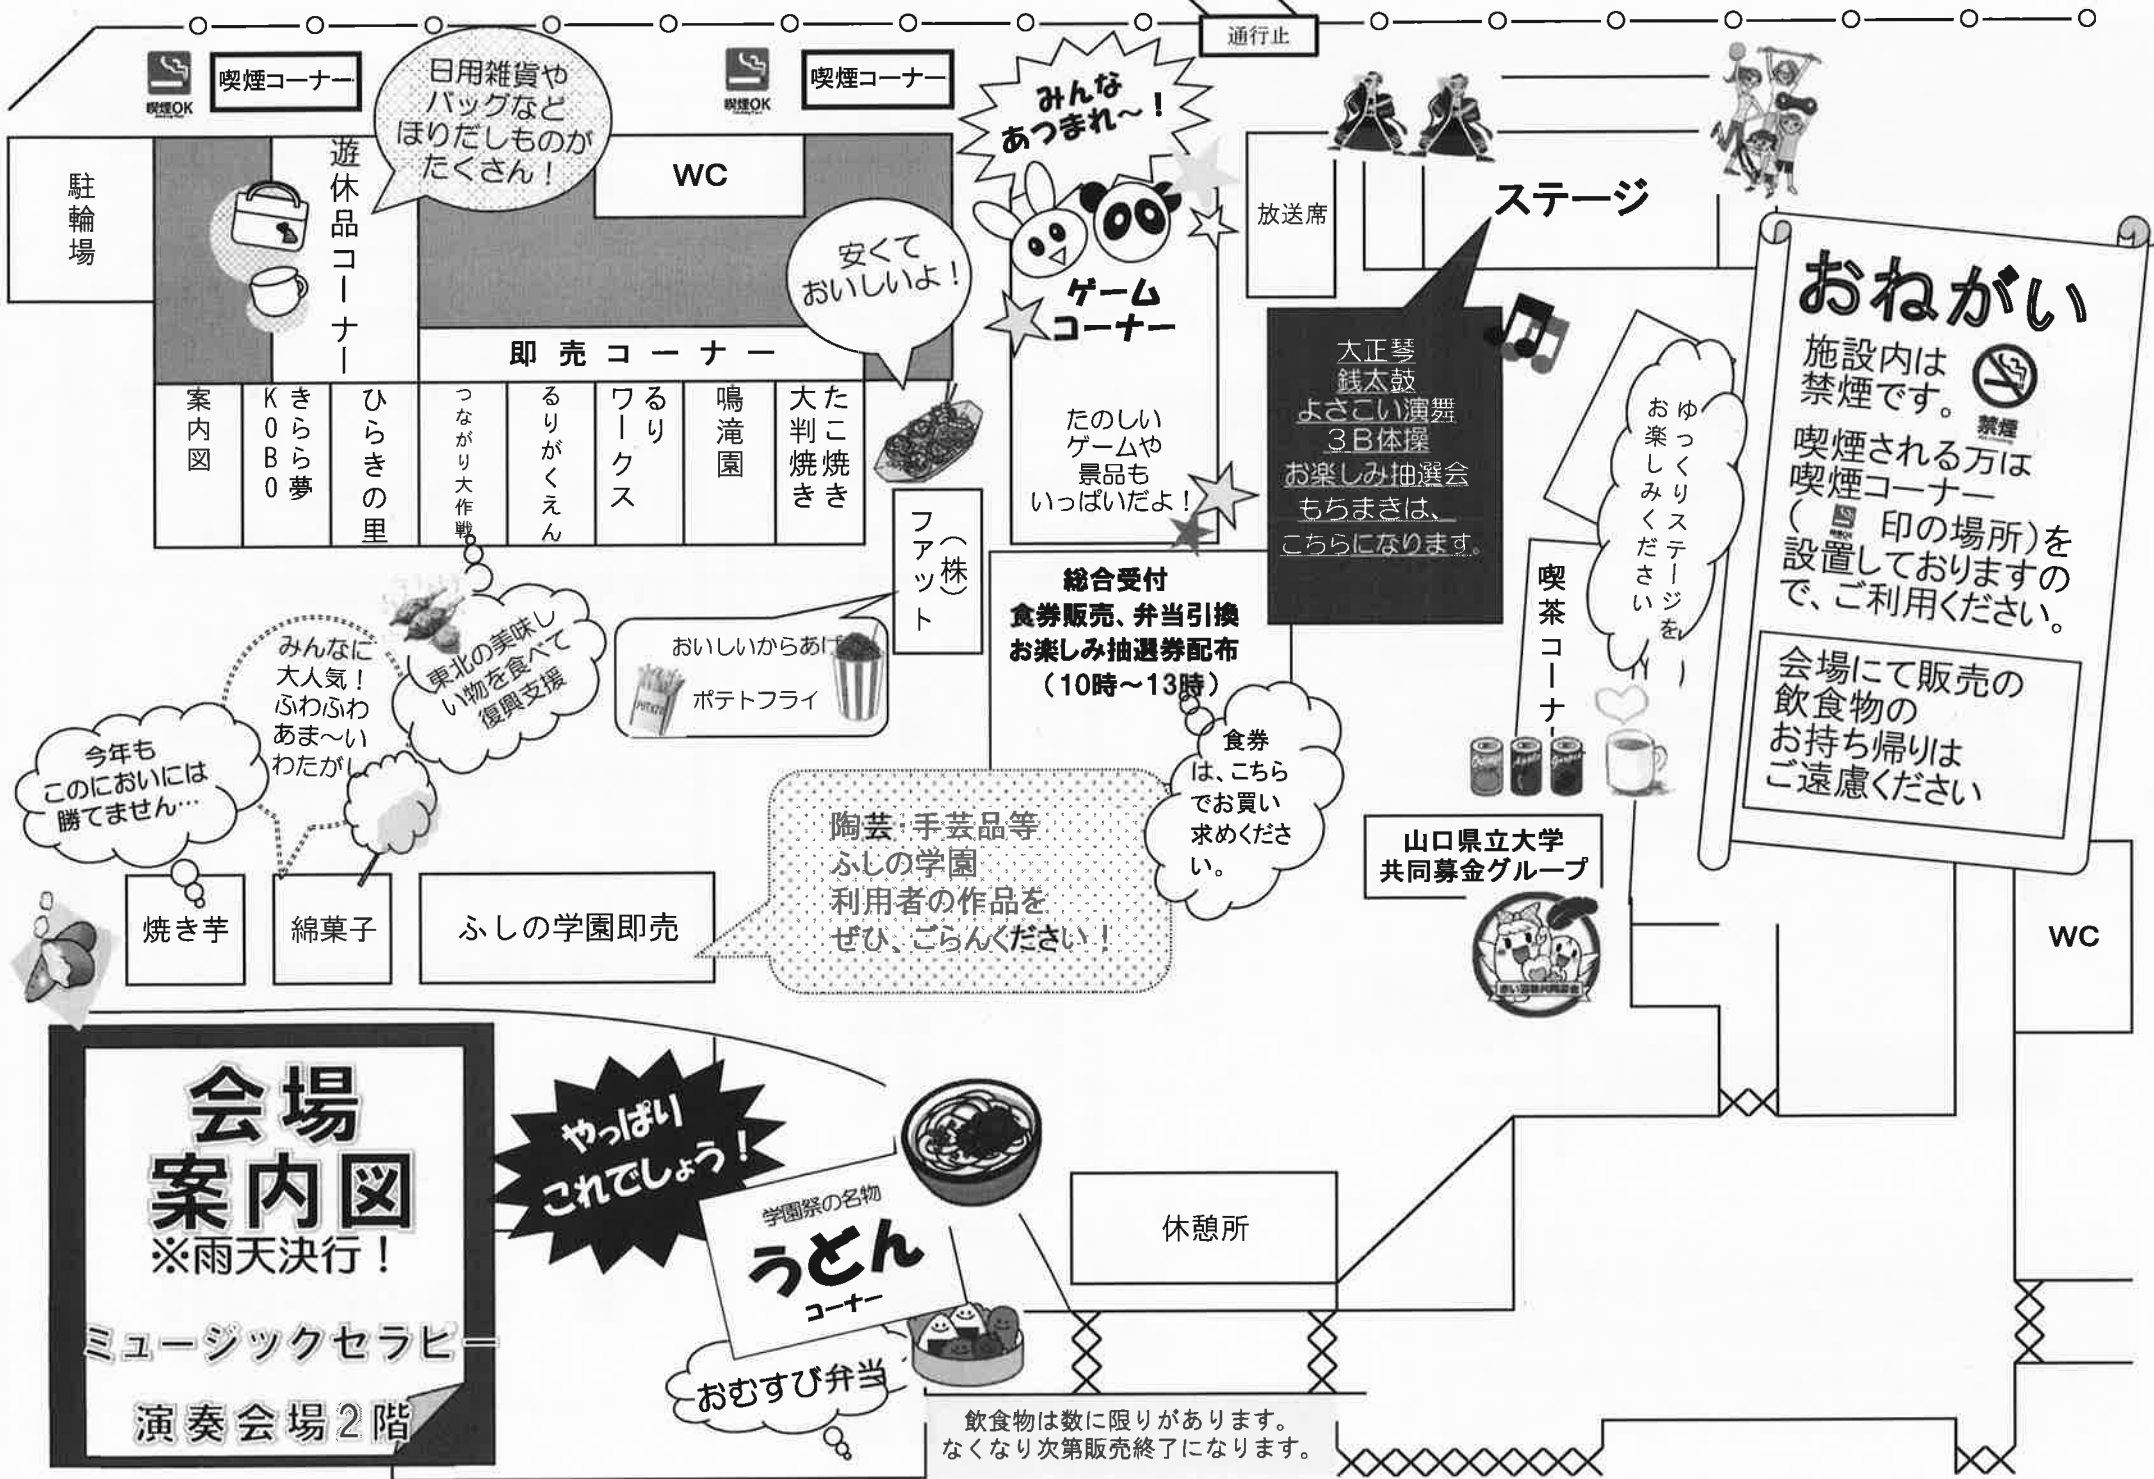 通行止
喫煙OK
喫煙コーナー
日用雑貨や
バッグなど
ほりだしものが
たくさん！
喫煙OK
喫煙コーナー
みんな
あつまれ～！
駐輪場
遊休品コーナー
WC
安くて
おいしいよ！
即売コーナー
案内図
きらら夢
KOBO
ひらきの里
つながり大作戦
るりがくえん
るり
ワークス
鳴滝園
たこ焼き
大判焼き
ゲーム
コーナー
たのしい
ゲームや
景品も
いっぱいだよ！
放送席
ステージ
大正琴
銭太鼓
よさこい演舞
３B体操
お楽しみ抽選会
もちまきは、
こちらになります。
ゆっくりステージを
お楽しみください
おねがい
施設内は
禁煙です。
禁煙
喫煙される方は
喫煙コーナー
（　印の場所）を
設置しておりますの
で、ご利用ください。
会場にて販売の
飲食物の
お持ち帰りは
ご遠慮ください
（株）
ファット
おいしいからあげ
ポテトフライ
POTATO
総合受付
食券販売、弁当引換
お楽しみ抽選券配布
（10時～13時）
食券
は、こちら
でお買い
求めくださ
い。
喫茶コーナー
東北の美味し
い物を食べて
復興支援
みんなに
大人気！
ふわふわ
あま～い
わたがし
今年も
このにおいには
勝てません…
焼き芋
綿菓子
ふしの学園即売
陶芸・手芸品等
ふしの学園
利用者の作品を
ぜひ、ごらんください！
山口県立大学
共同募金グループ
WC
会場
案内図
※雨天決行！
ミュージックセラピー
演奏会場２階
やっぱり
これでしょう！
学園祭の名物
うどん
コーナー
おむすび弁当
休憩所
飲食物は数に限りがあります。
なくなり次第販売終了になります。